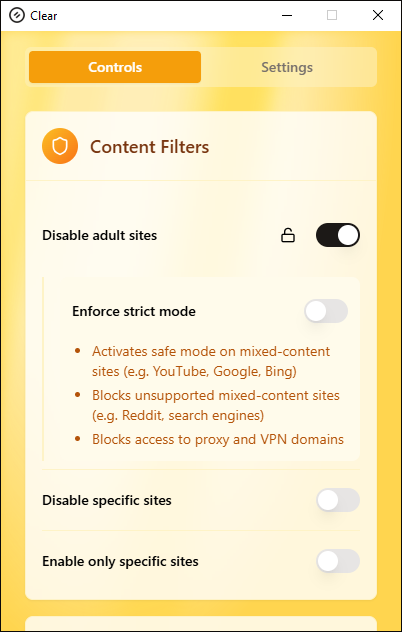 Clear
Controls
Settings
Content Filters
Disable adult sites
Enforce strict mode
• Activates safe mode on mixed-content
sites (e.g. YouTube, Google, Bing)
• Blocks unsupported mixed-content sites
(e.g. Reddit, search engines)
• Blocks access to proxy and VPN domains
Disable specific sites
Enable only specific sites